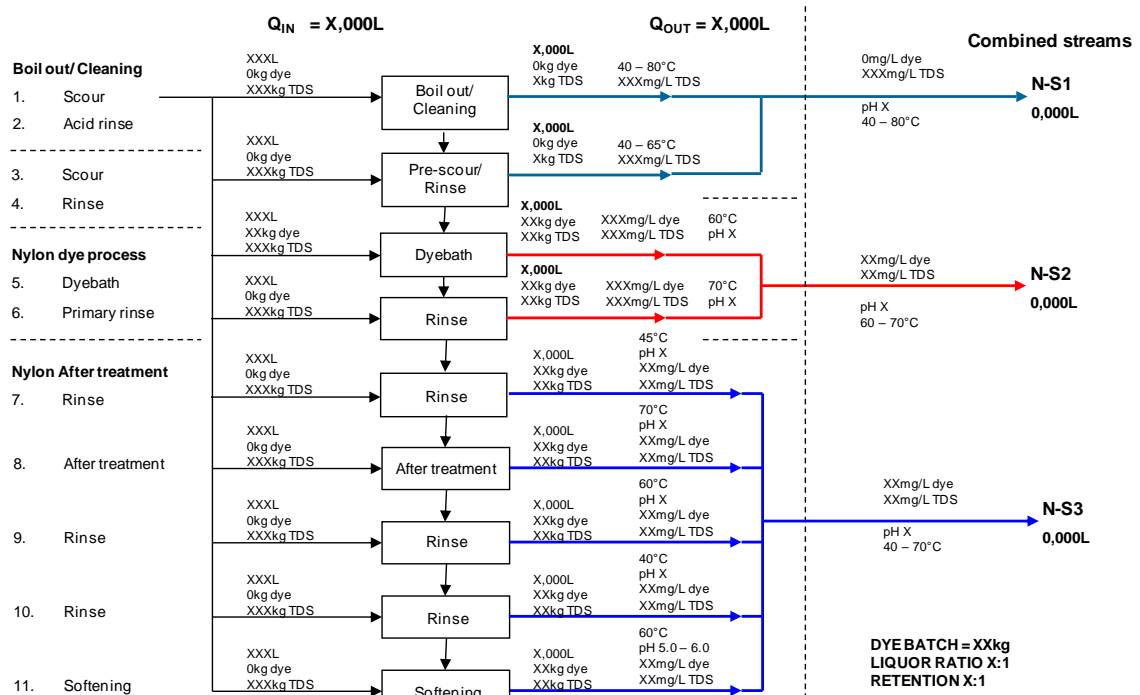 Q_IN = X,000L
Q_OUT = X,000L
Combined streams
Boil out/ Cleaning
1. Scour
2. Acid rinse
3. Scour
4. Rinse
Nylon dye process
5. Dyebath
6. Primary rinse
Nylon After treatment
7. Rinse
8. After treatment
9. Rinse
10. Rinse
11. Softening
XXXL
0kg dye
XXXkg TDS
Boil out/
Cleaning
X,000L
0kg dye
Xkg TDS
40 – 80°C
XXXmg/L TDS
0mg/L dye
XXXmg/L TDS
pH X
40 – 80°C
N-S1
0,000L
XXXL
0kg dye
XXXkg TDS
Pre-scour/
Rinse
X,000L
0kg dye
Xkg TDS
40 – 65°C
XXXmg/L TDS
XXXL
XXkg dye
XXXkg TDS
Dyebath
X,000L
XXkg dye
XXkg TDS
XXXmg/L dye
XXXmg/L TDS
60°C
pH X
XXmg/L dye
XXmg/L TDS
pH X
60 – 70°C
N-S2
0,000L
XXXL
0kg dye
XXXkg TDS
Rinse
X,000L
XXkg dye
XXkg TDS
XXXmg/L dye
XXXmg/L TDS
70°C
pH X
XXXL
0kg dye
XXXkg TDS
Rinse
X,000L
XXkg dye
XXkg TDS
45°C
pH X
XXmg/L dye
XXmg/L TDS
XXXL
0kg dye
XXXkg TDS
After treatment
X,000L
XXkg dye
XXkg TDS
70°C
pH X
XXmg/L dye
XXmg/L TDS
XXmg/L dye
XXmg/L TDS
pH X
40 – 70°C
N-S3
0,000L
XXXL
0kg dye
XXXkg TDS
Rinse
X,000L
XXkg dye
XXkg TDS
60°C
pH X
XXmg/L dye
XXmg/L TDS
XXXL
0kg dye
XXXkg TDS
Rinse
X,000L
XXkg dye
XXkg TDS
40°C
pH X
XXmg/L dye
XXmg/L TDS
XXXL
0kg dye
XXXkg TDS
Softening
X,000L
XXkg dye
XXkg TDS
60°C
pH 5.0 – 6.0
XXmg/L dye
XXmg/L TDS
DYE BATCH = XXkg
LIQUOR RATIO X:1
RETENTION X:1